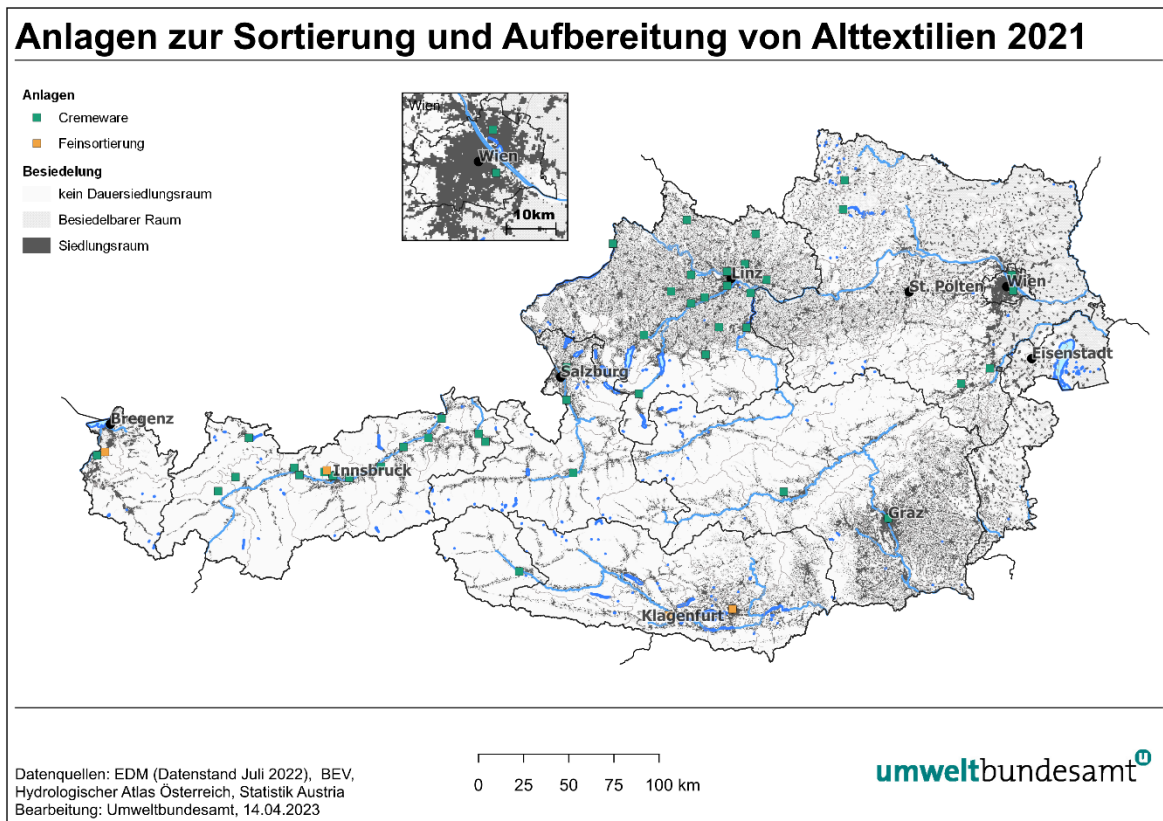 Anlagen zur Sortierung und Aufbereitung von Alttextilien 2021
Anlagen
Cremeware
Feinsortierung
Besiedelung
kein Dauersiedlungsraum
Besiedelbarer Raum
Siedlungsraum
Wien
Wien
10km
Linz
St. Pölten
Wien
Eisenstadt
Salzburg
Bregenz
Innsbruck
Graz
Klagenfurt
Datenquellen: EDM (Datenstand Juli 2022), BEV,
Hydrologischer Atlas Österreich, Statistik Austria
Bearbeitung: Umweltbundesamt, 14.04.2023
0 25 50 75 100 km
umweltbundesamt u